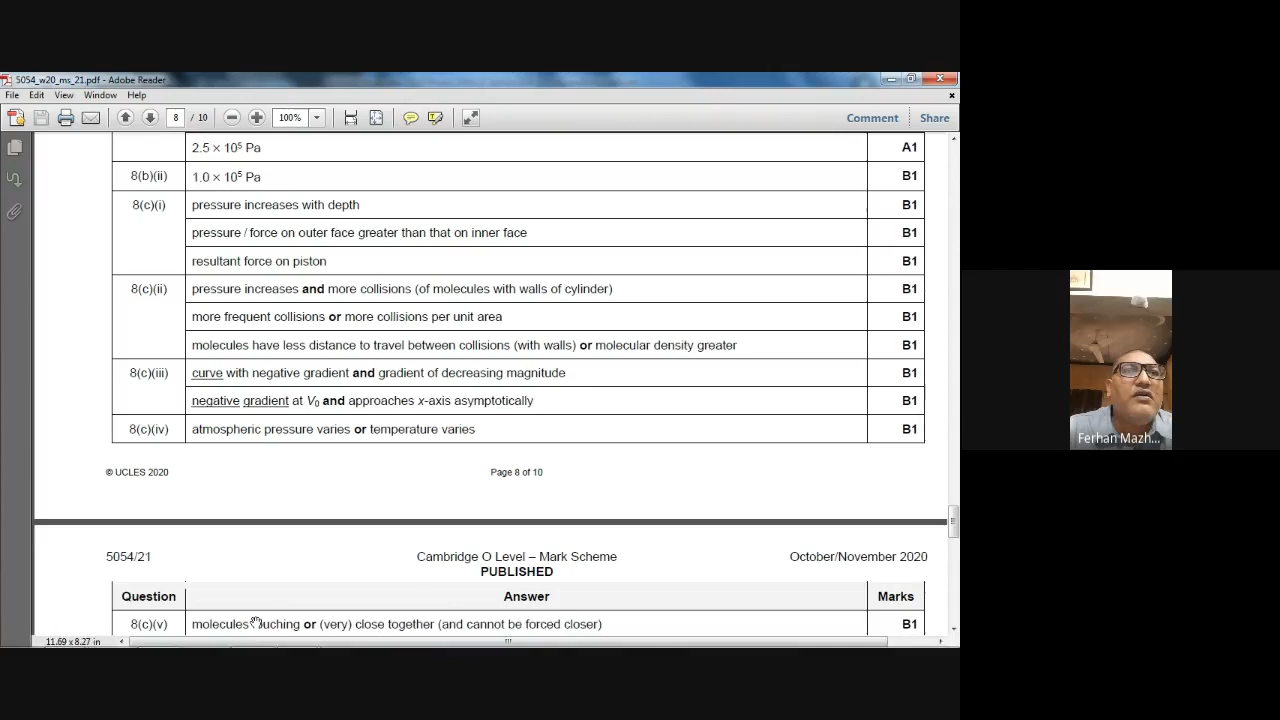 5054_w20_ms_21.pdf - Adobe Reader
File Edit View Window Help
8 / 10 100% Comment Share
2.5 × 10⁵ Pa A1
8(b)(ii) 1.0 × 10⁵ Pa B1
8(c)(i) pressure increases with depth B1
pressure / force on outer face greater than that on inner face B1
resultant force on piston B1
8(c)(ii) pressure increases and more collisions (of molecules with walls of cylinder) B1
more frequent collisions or more collisions per unit area B1
molecules have less distance to travel between collisions (with walls) or molecular density greater B1
8(c)(iii) curve with negative gradient and gradient of decreasing magnitude B1
negative gradient at V₀ and approaches x-axis asymptotically B1
8(c)(iv) atmospheric pressure varies or temperature varies B1
© UCLES 2020 Page 8 of 10
5054/21 Cambridge O Level – Mark Scheme October/November 2020
PUBLISHED
Question Answer Marks
8(c)(v) molecules touching or (very) close together (and cannot be forced closer) B1
11.69 x 8.27 in
Ferhan Mazh...